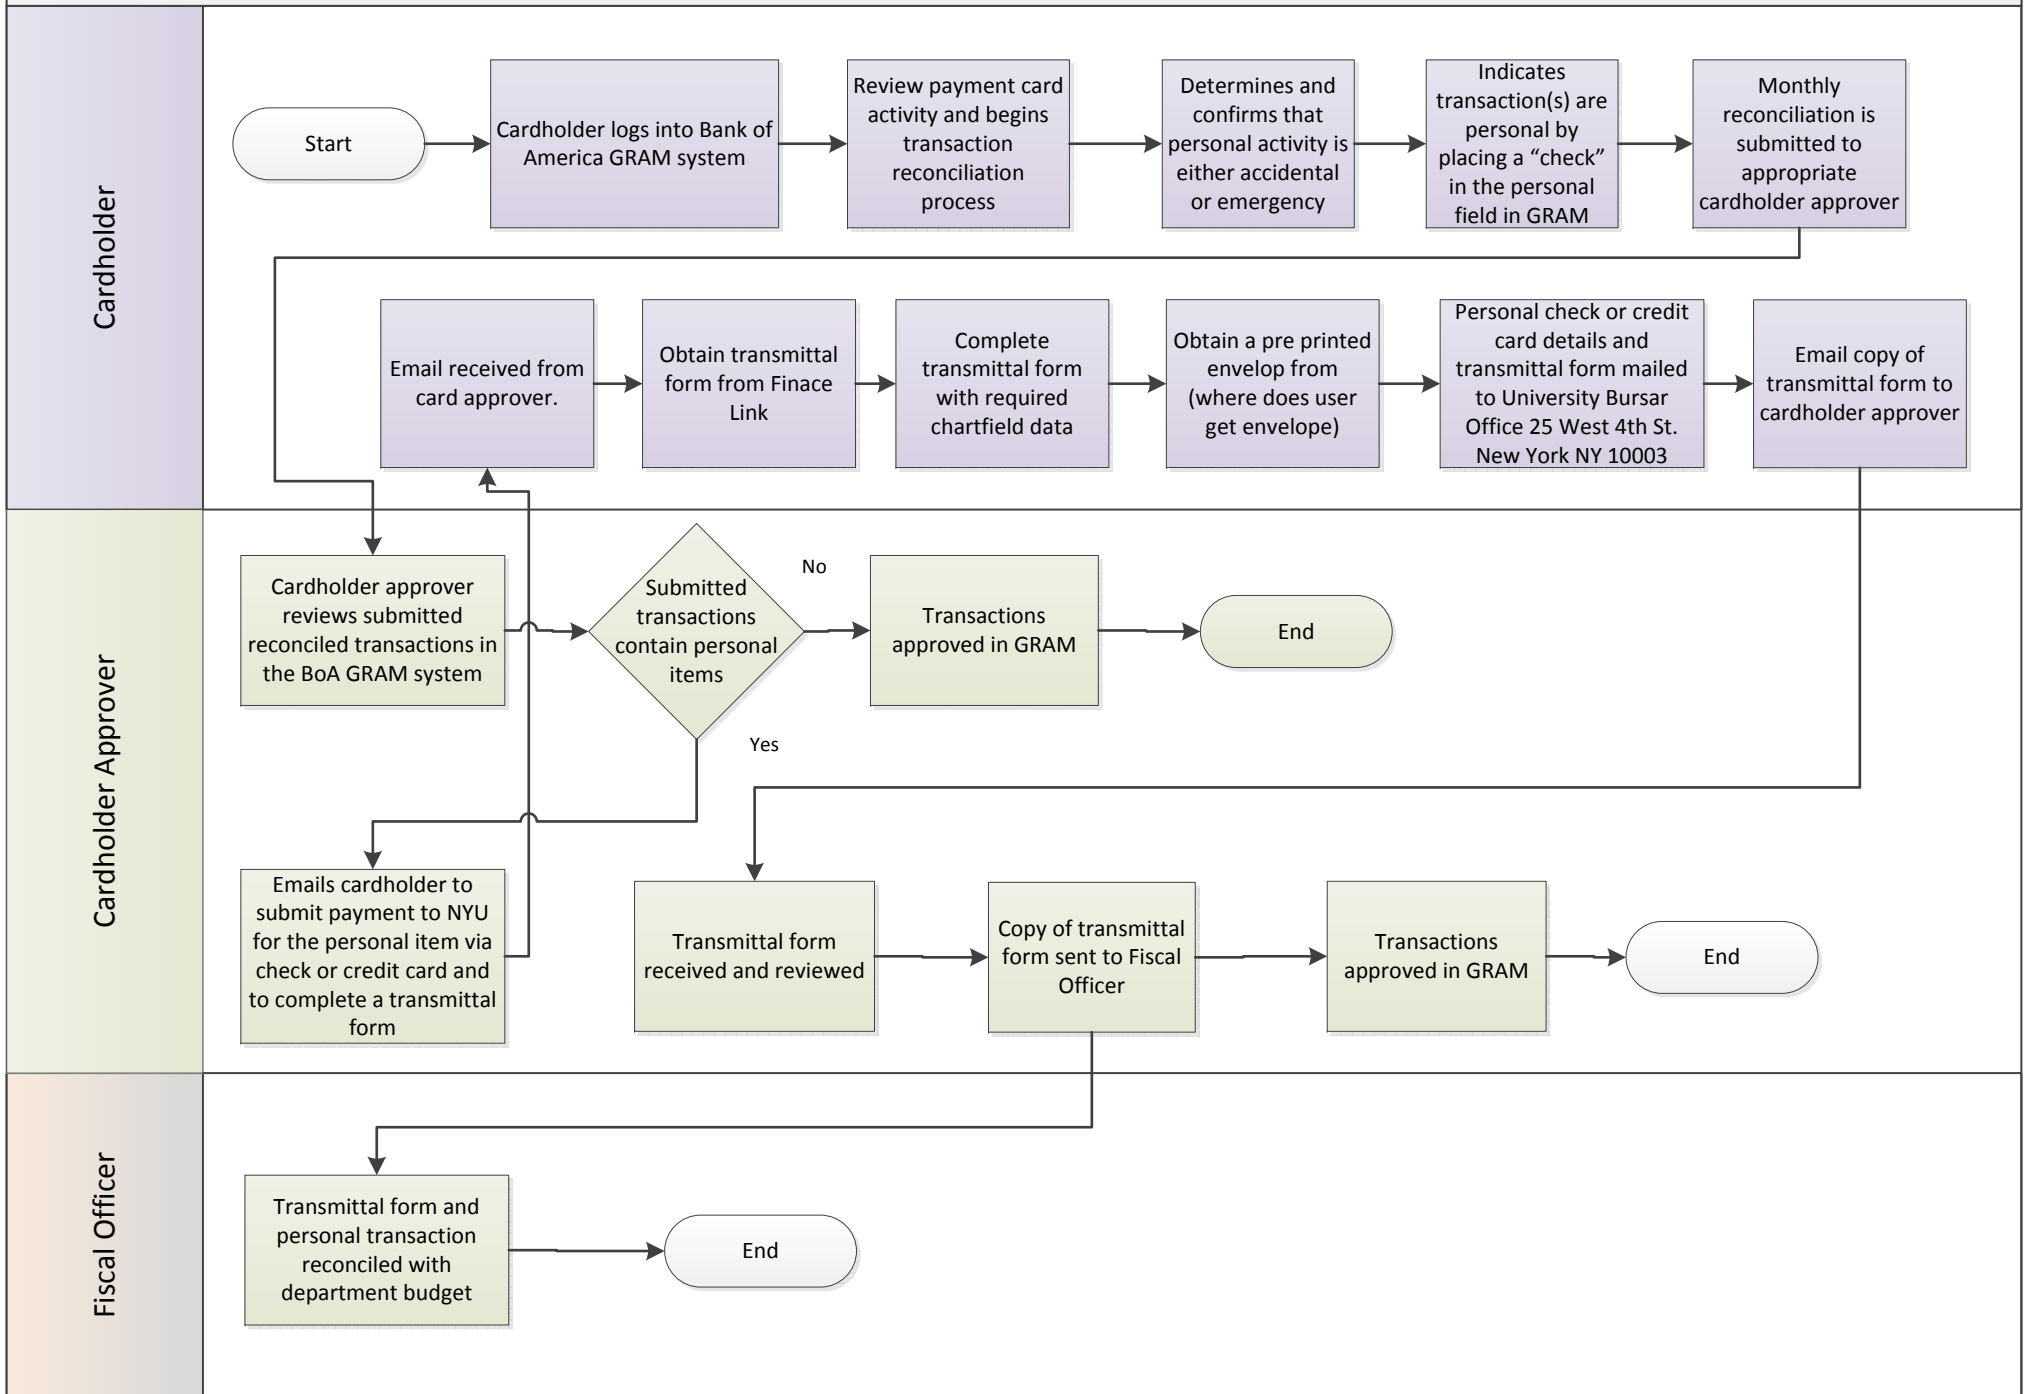 Cardholder
Start
Cardholder logs into Bank of
America GRAM system
Review payment card
activity and begins
transaction
reconciliation
process
Determines and
confirms that
personal activity is
either accidental
or emergency
Indicates
transaction(s) are
personal by
placing a “check”
in the personal
field in GRAM
Monthly
reconciliation is
submitted to
appropriate
cardholder approver
Email received from
card approver.
Obtain transmittal
form from Finace
Link
Complete
transmittal form
with required
chartfield data
Obtain a pre printed
envelop from
(where does user
get envelope)
Personal check or credit
card details and
transmittal form mailed
to University Bursar
Office 25 West 4th St.
New York NY 10003
Email copy of
transmittal form to
cardholder approver
Cardholder Approver
Cardholder approver
reviews submitted
reconciled transactions in
the BoA GRAM system
Submitted
transactions
contain personal
items
No
Transactions
approved in GRAM
End
Yes
Emails cardholder to
submit payment to NYU
for the personal item via
check or credit card and
to complete a transmittal
form
Transmittal form
received and reviewed
Copy of transmittal
form sent to Fiscal
Officer
Transactions
approved in GRAM
End
Fiscal Officer
Transmittal form and
personal transaction
reconciled with
department budget
End